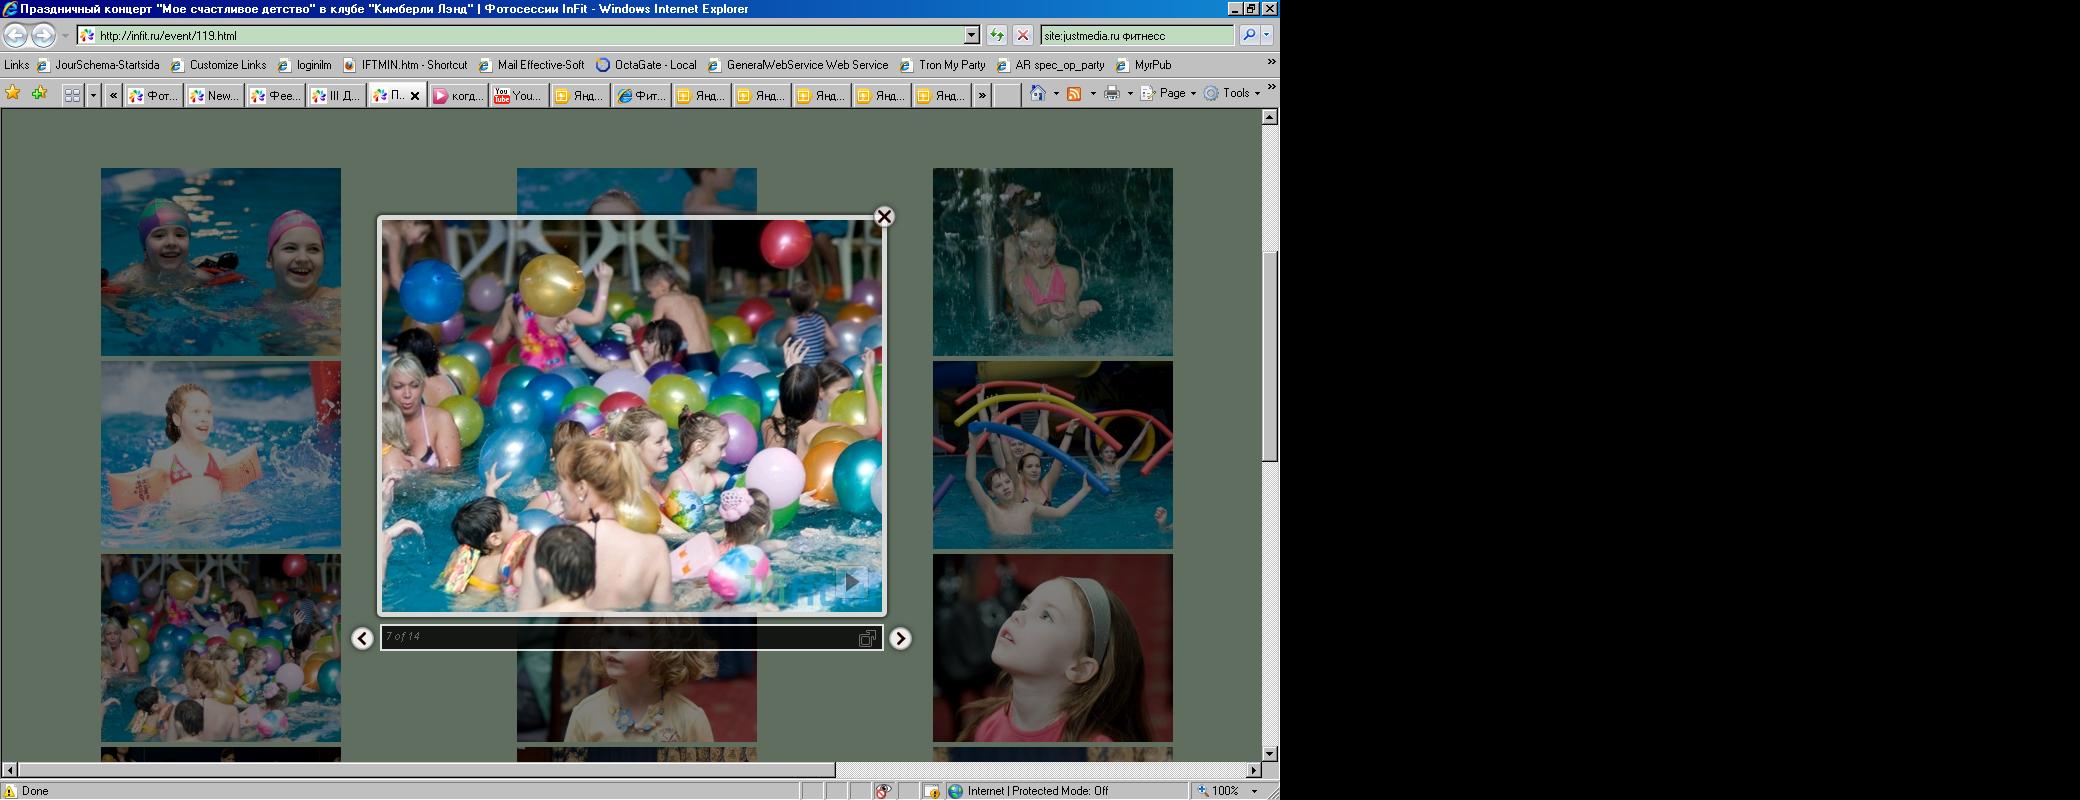 Праздничный концерт "Мое счастливое детство" в клубе "Кимберли Лэнд" | Фотосессии InFit - Windows Internet Explorer
http://infit.ru/event/119.html
site:justmedia.ru фитнесс
Links JourSchema-Startsida Customize Links loginilm IFTMIN.htm - Shortcut Mail Effective-Soft OctaGate - Local GeneralWebService Web Service Tron My Party AR spec_op_party MyrPub »
« Фот... New... Фее... III Д... П... когд... You... Янд... Фит... Янд... Янд... Янд... Янд... Янд... » Page Tools »
infit
7 of 14
Done Internet | Protected Mode: Off 100%